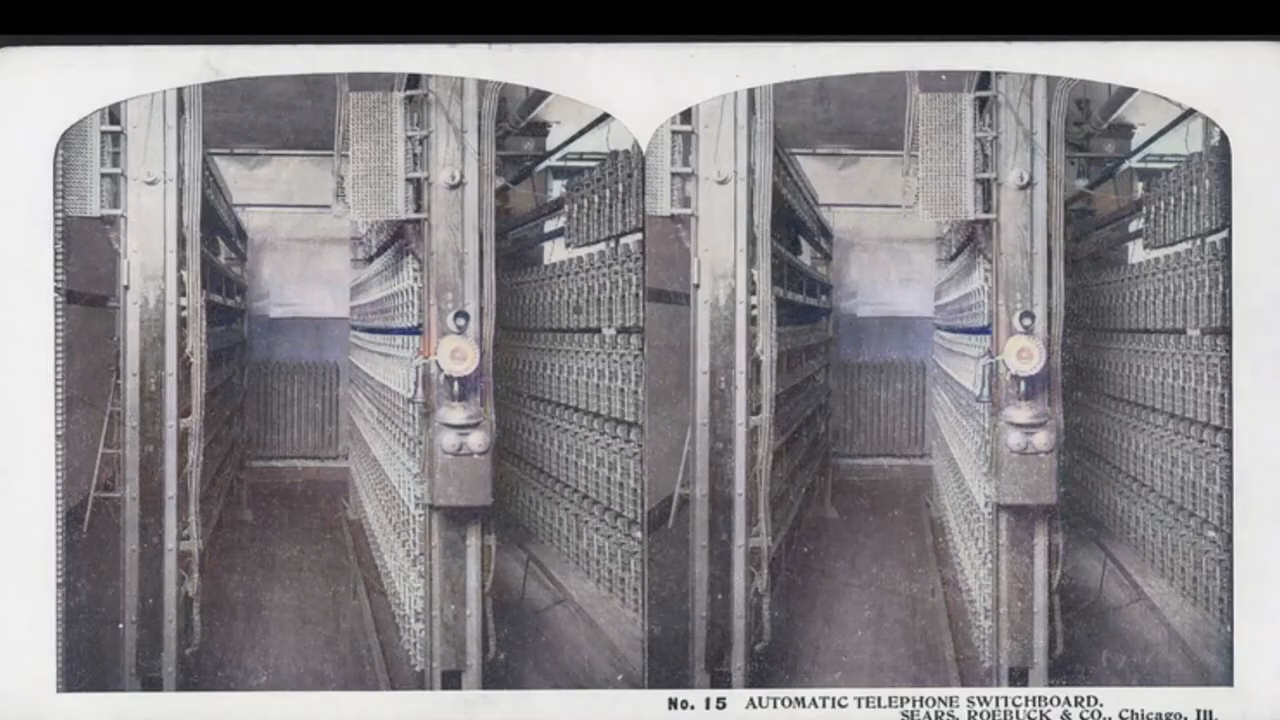 No. 15 AUTOMATIC TELEPHONE SWITCHBOARD.
SEARS, ROEBUCK & CO., Chicago, Ill.